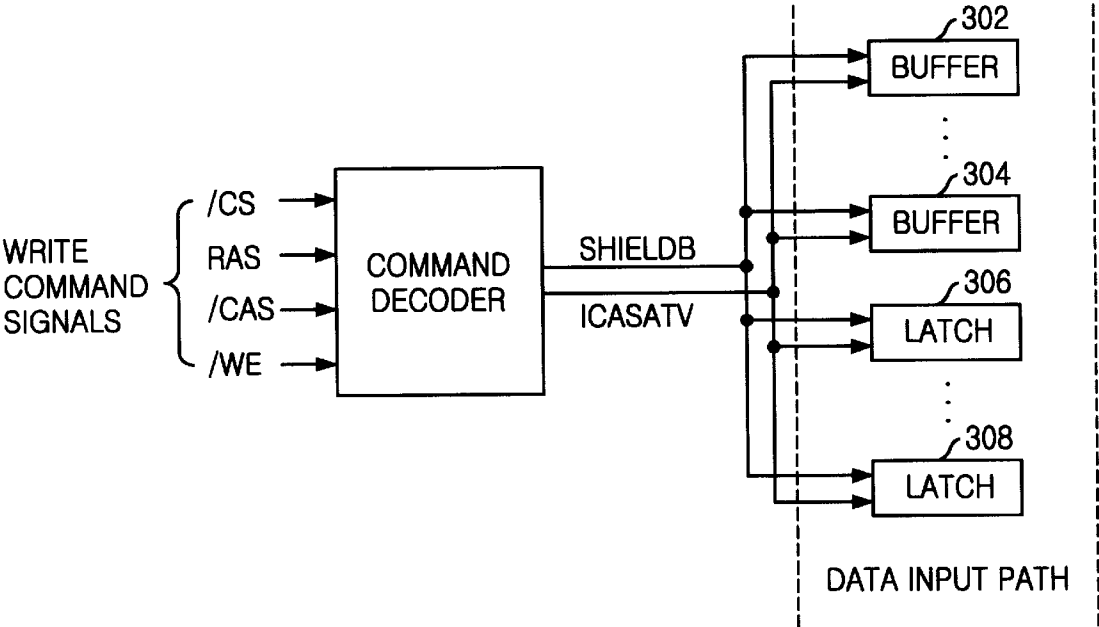 302
BUFFER
304
BUFFER
WRITE
COMMAND
SIGNALS
/CS
RAS
/CAS
/WE
COMMAND
DECODER
SHIELDB
ICASATV
306
LATCH
308
LATCH
DATA INPUT PATH